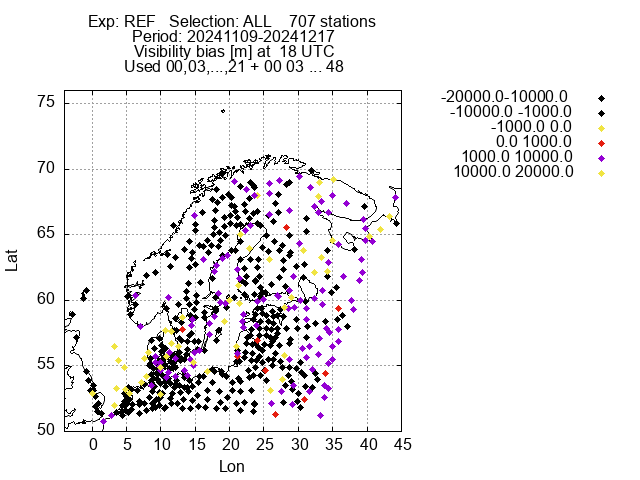 Exp: REF   Selection: ALL    707 stations
Period: 20241109-20241217
Visibility bias [m] at  18 UTC
Used 00,03,...,21 + 00 03 ... 48
-20000.0-10000.0
-10000.0 -1000.0
-1000.0 0.0
0.0 1000.0
1000.0 10000.0
10000.0 20000.0
75
70
65
60
55
50
Lat
0 5 10 15 20 25 30 35 40 45
Lon